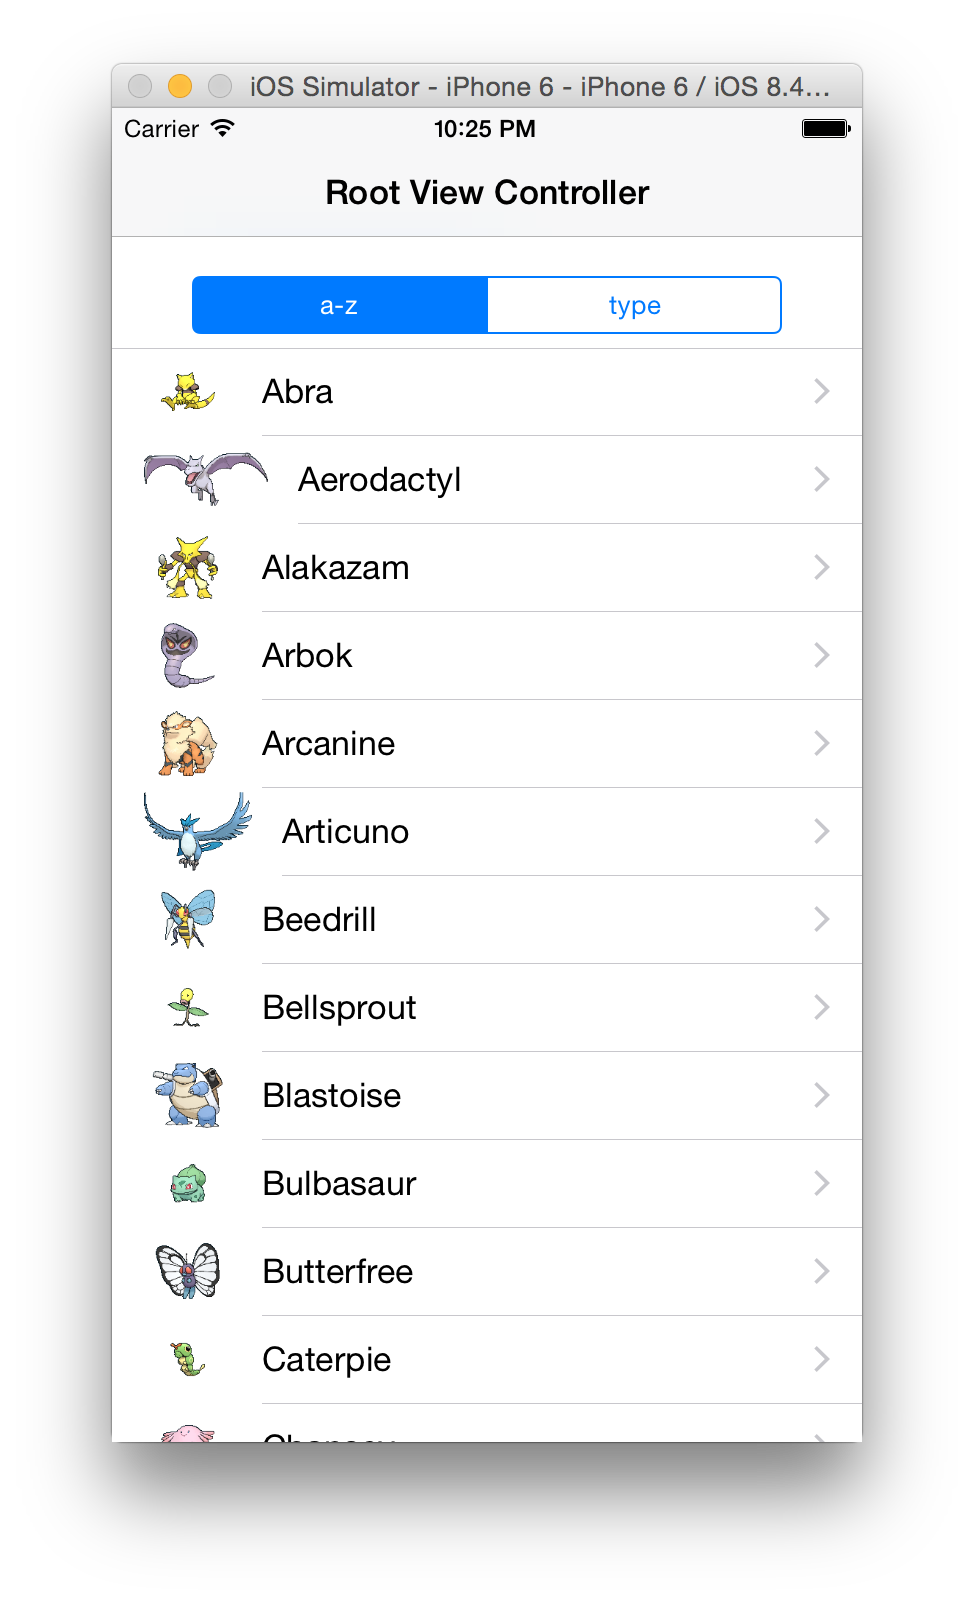 iOS Simulator - iPhone 6 - iPhone 6 / iOS 8.4...
Carrier 10:25 PM
Root View Controller
a-z type
Abra
Aerodactyl
Alakazam
Arbok
Arcanine
Articuno
Beedrill
Bellsprout
Blastoise
Bulbasaur
Butterfree
Caterpie